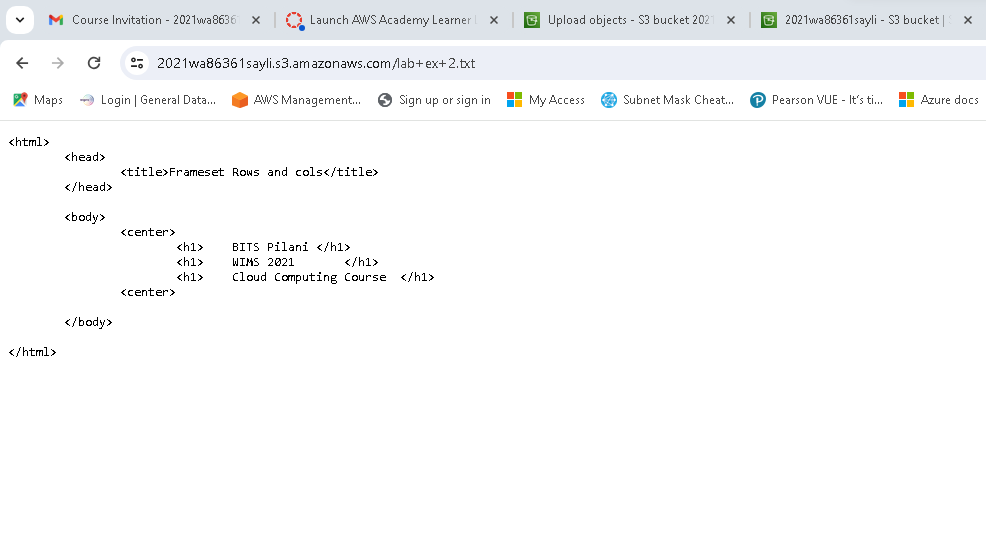 Course Invitation - 2021wa8636
Launch AWS Academy Learner
Upload objects - S3 bucket 202
2021wa86361sayli - S3 bucket |
2021wa86361sayli.s3.amazonaws.com/lab+ex+2.txt
Maps
Login | General Data...
AWS Management...
Sign up or sign in
My Access
Subnet Mask Cheat...
Pearson VUE - It's ti...
Azure docs
<html>
<head>
<title>Frameset Rows and cols</title>
</head>
<body>
<center>
<h1> BITS Pilani </h1>
<h1> WIMS 2021 </h1>
<h1> Cloud Computing Course </h1>
<center>
</body>
</html>